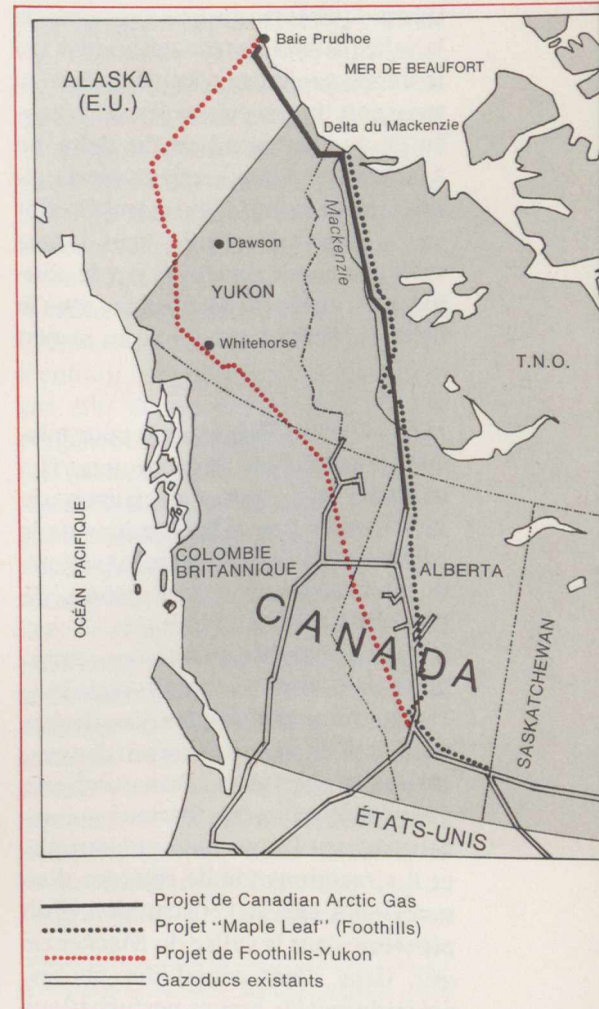 Baie Prudhoe
ALASKA
(E.U.)
MER DE BEAUFORT
Delta du Mackenzie
Mackenzie
Dawson
YUKON
Whitehorse
T.N.O.
OCÉAN PACIFIQUE
COLOMBIE
BRITANNIQUE
ALBERTA
CANADA
SASKATCHEWAN
ÉTATS-UNIS
Projet de Canadian Arctic Gas
Projet "Maple Leaf" (Foothills)
Projet de Foothills-Yukon
Gazoducs existants